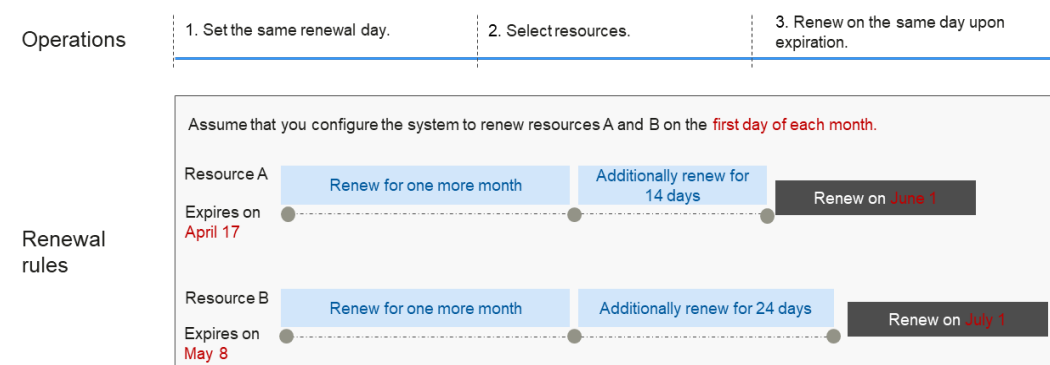 Operations
1. Set the same renewal day.
2. Select resources.
3. Renew on the same day upon
expiration.
Renewal
rules
Assume that you configure the system to renew resources A and B on the first day of each month.
Resource A
Expires on
April 17
Renew for one more month
Additionally renew for
14 days
Renew on June 1
Resource B
Expires on
May 8
Renew for one more month
Additionally renew for 24 days
Renew on July 1